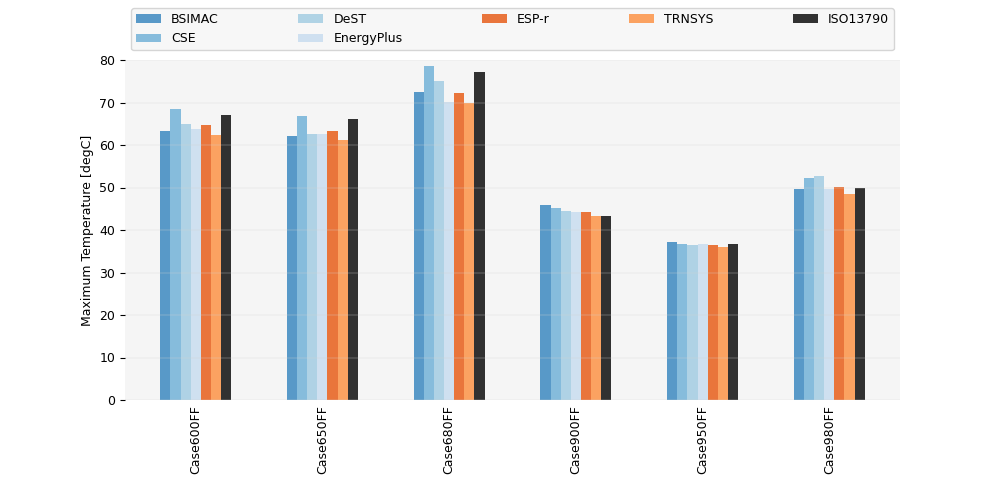 BSIMAC DeST ESP-r TRNSYS ISO13790
CSE EnergyPlus
80
70
60
50
40
30
20
10
0
Maximum Temperature [degC]
Case600FF
Case650FF
Case680FF
Case900FF
Case950FF
Case980FF